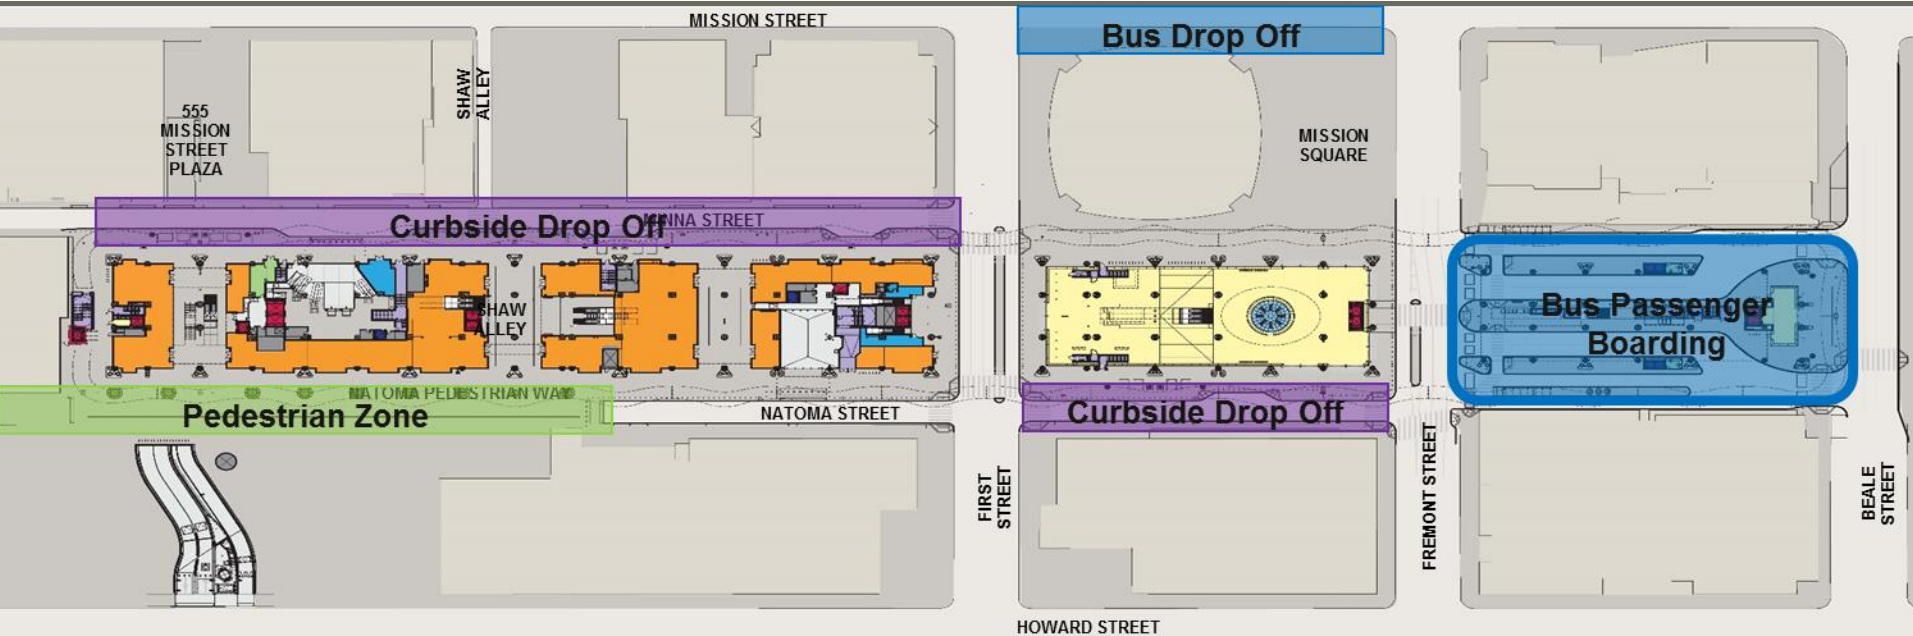 MISSION STREET
Bus Drop Off
SHAW
ALLEY
555
MISSION
STREET
PLAZA
MISSION
SQUARE
Curbside Drop Off
MINNA STREET
SHAW
ALLEY
Bus Passenger
Boarding
NATOMA PEDESTRIAN WAY
Pedestrian Zone
NATOMA STREET
Curbside Drop Off
FIRST
STREET
FREMONT STREET
BEALE
STREET
HOWARD STREET